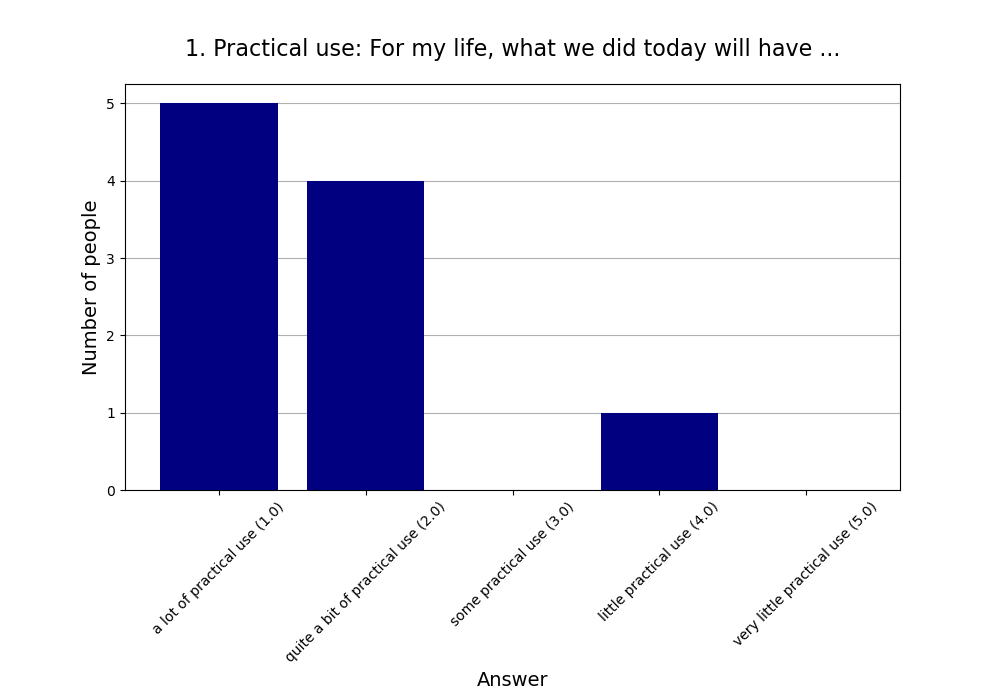 1. Practical use: For my life, what we did today will have ...
5
4
3
2
1
0
Number of people
a lot of practical use (1.0)
quite a bit of practical use (2.0)
some practical use (3.0)
little practical use (4.0)
very little practical use (5.0)
Answer